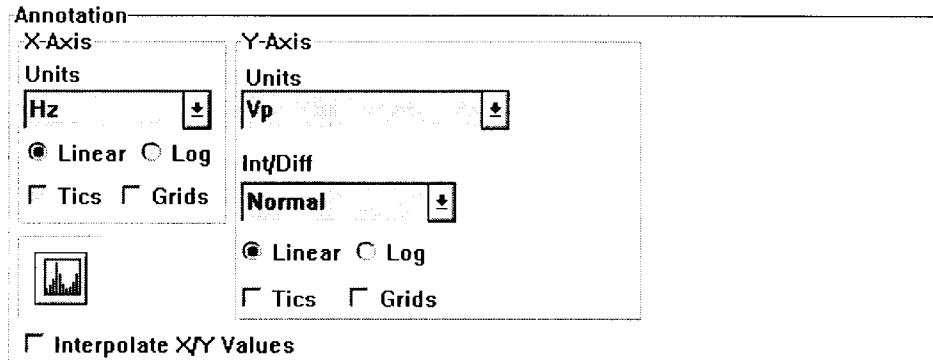 Annotation
X-Axis
Units
Hz
Linear Log
Tics Grids
Y-Axis
Units
Vp
Int/Diff
Normal
Linear Log
Tics Grids
Interpolate X/Y Values